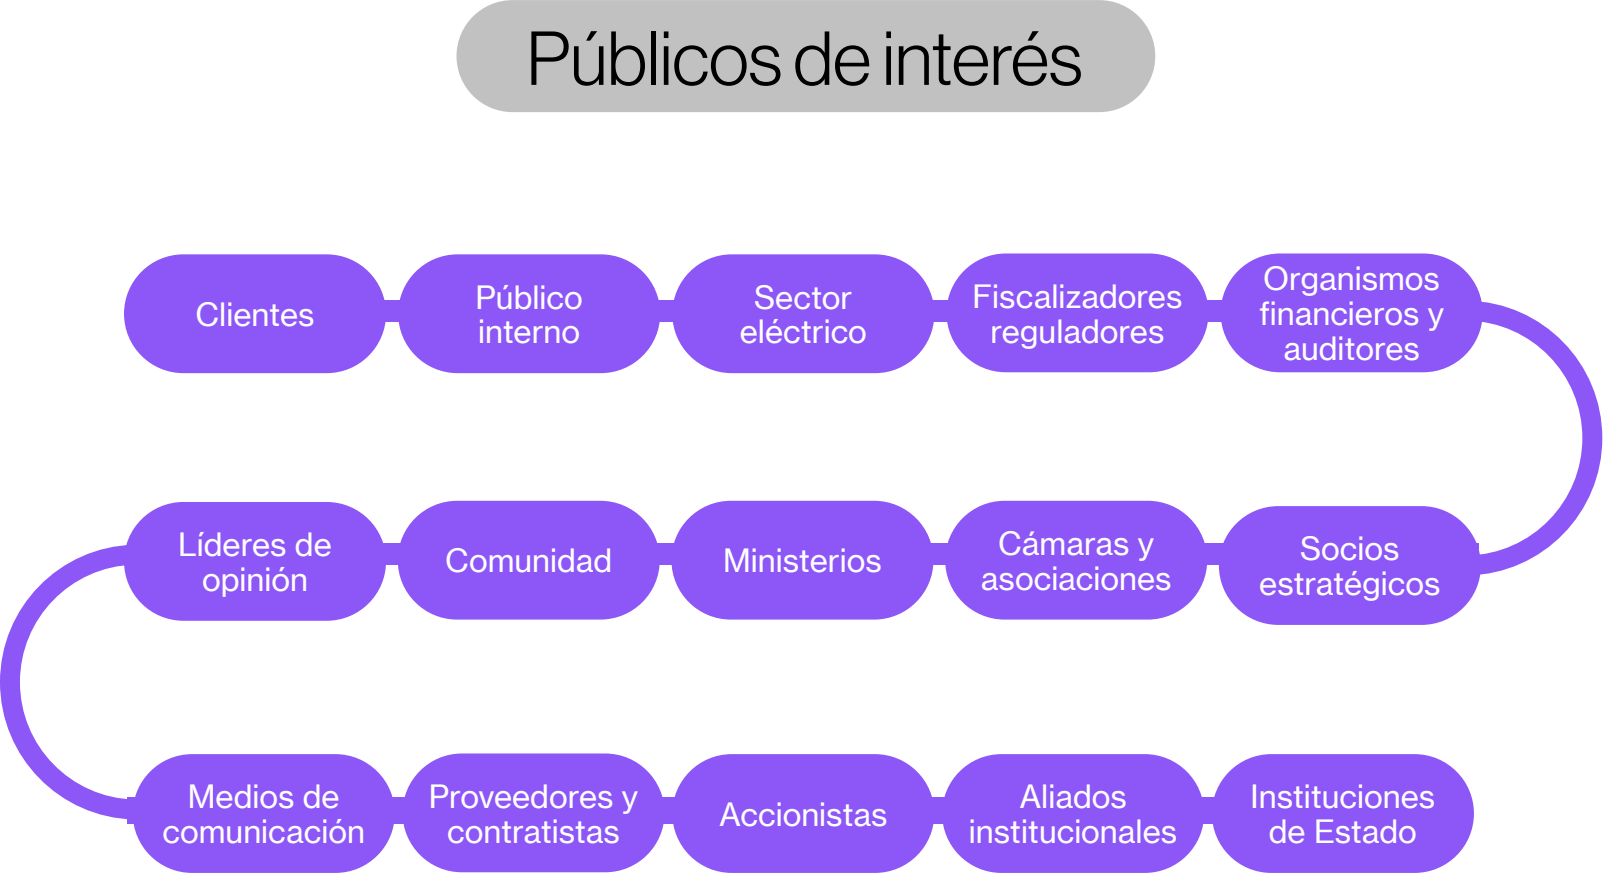 Públicos de interés
Clientes
Público
interno
Sector
eléctrico
Fiscalizadores
reguladores
Organismos
financieros y
auditores
Líderes de
opinión
Comunidad
Ministerios
Cámaras y
asociaciones
Socios
estratégicos
Medios de
comunicación
Proveedores y
contratistas
Accionistas
Aliados
institucionales
Instituciones
de Estado